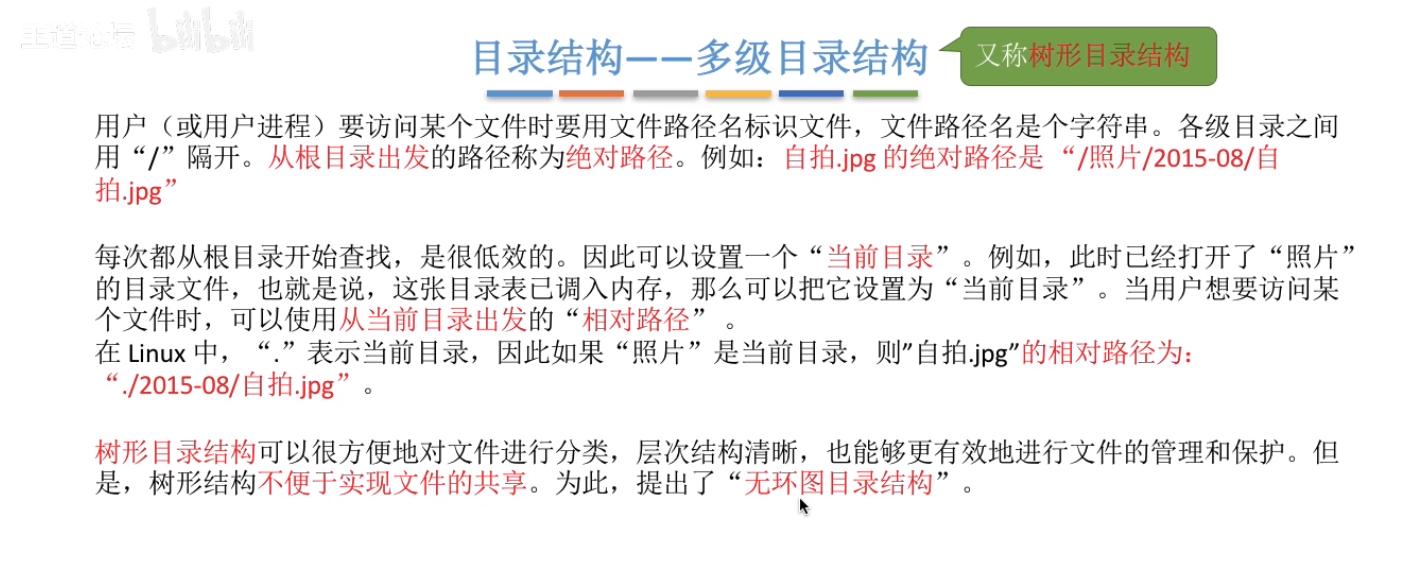 王道论坛 bilibili
目录结构——多级目录结构
又称树形目录结构
用户（或用户进程）要访问某个文件时要用文件路径名标识文件，文件路径名是个字符串。各级目录之间
用“/”隔开。从根目录出发的路径称为绝对路径。例如：自拍.jpg 的绝对路径是 “/照片/2015-08/自
拍.jpg”
每次都从根目录开始查找，是很低效的。因此可以设置一个“当前目录”。例如，此时已经打开了“照片”
的目录文件，也就是说，这张目录表已调入内存，那么可以把它设置为“当前目录”。当用户想要访问某
个文件时，可以使用从当前目录出发的“相对路径” 。
在 Linux 中，“.”表示当前目录，因此如果“照片”是当前目录，则”自拍.jpg”的相对路径为：
“./2015-08/自拍.jpg”。
树形目录结构可以很方便地对文件进行分类，层次结构清晰，也能够更有效地进行文件的管理和保护。但
是，树形结构不便于实现文件的共享。为此，提出了“无环图目录结构”。